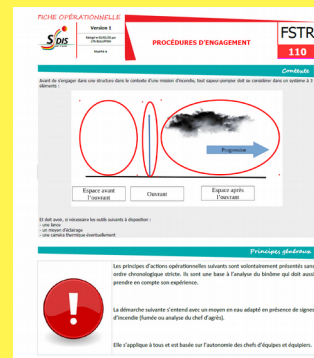 FICHE OPÉRATIONNELLE
SDIS
Version 1
PROCÉDURES D'ENGAGEMENT
FSTR
110
Contexte
Avant de s'engager dans une structure dans le contexte d'une mission d'incendie, tout sapeur-pompier doit se considérer dans un système à 3
éléments :
Progression
Espace avant
l'ouvrant
Ouvrant
Espace après
l'ouvrant
Et doit avoir, si nécessaire les outils suivants à disposition :
- une lance
- un moyen d'éclairage
- une caméra thermique éventuellement
Principes généraux
Les principes d'actions opérationnelles suivants sont volontairement présentés sans
ordre chronologique stricte. Ils sont une base à l'analyse du binôme qui doit aussi
prendre en compte son expérience.
La démarche suivante s'entend avec un moyen en eau adapté en présence de signes
d'incendie (fumée ou analyse du chef d'agrès).
Elle s'applique à tous et est basée sur l'autonomie des chefs d'équipes et équipiers.